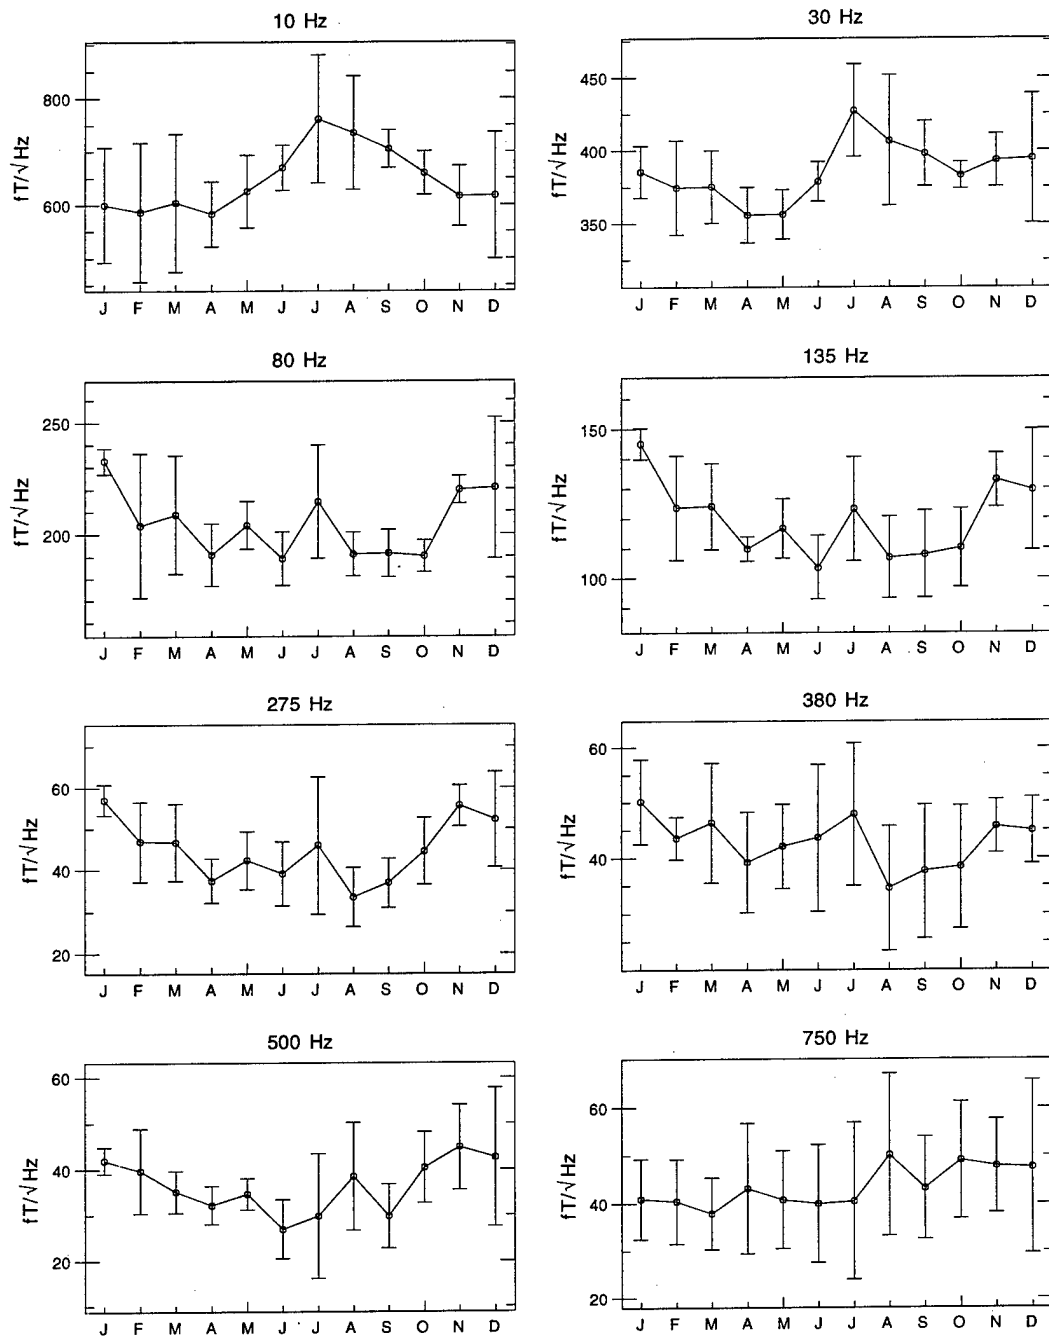 10 Hz
800
600
fT/√Hz
J F M A M J J A S O N D
30 Hz
450
400
350
fT/√Hz
J F M A M J J A S O N D
80 Hz
250
200
fT/√Hz
J F M A M J J A S O N D
135 Hz
150
100
fT/√Hz
J F M A M J J A S O N D
275 Hz
60
40
20
fT/√Hz
J F M A M J J A S O N D
380 Hz
60
40
fT/√Hz
J F M A M J J A S O N D
500 Hz
60
40
20
fT/√Hz
J F M A M J J A S O N D
750 Hz
60
40
20
fT/√Hz
J F M A M J J A S O N D